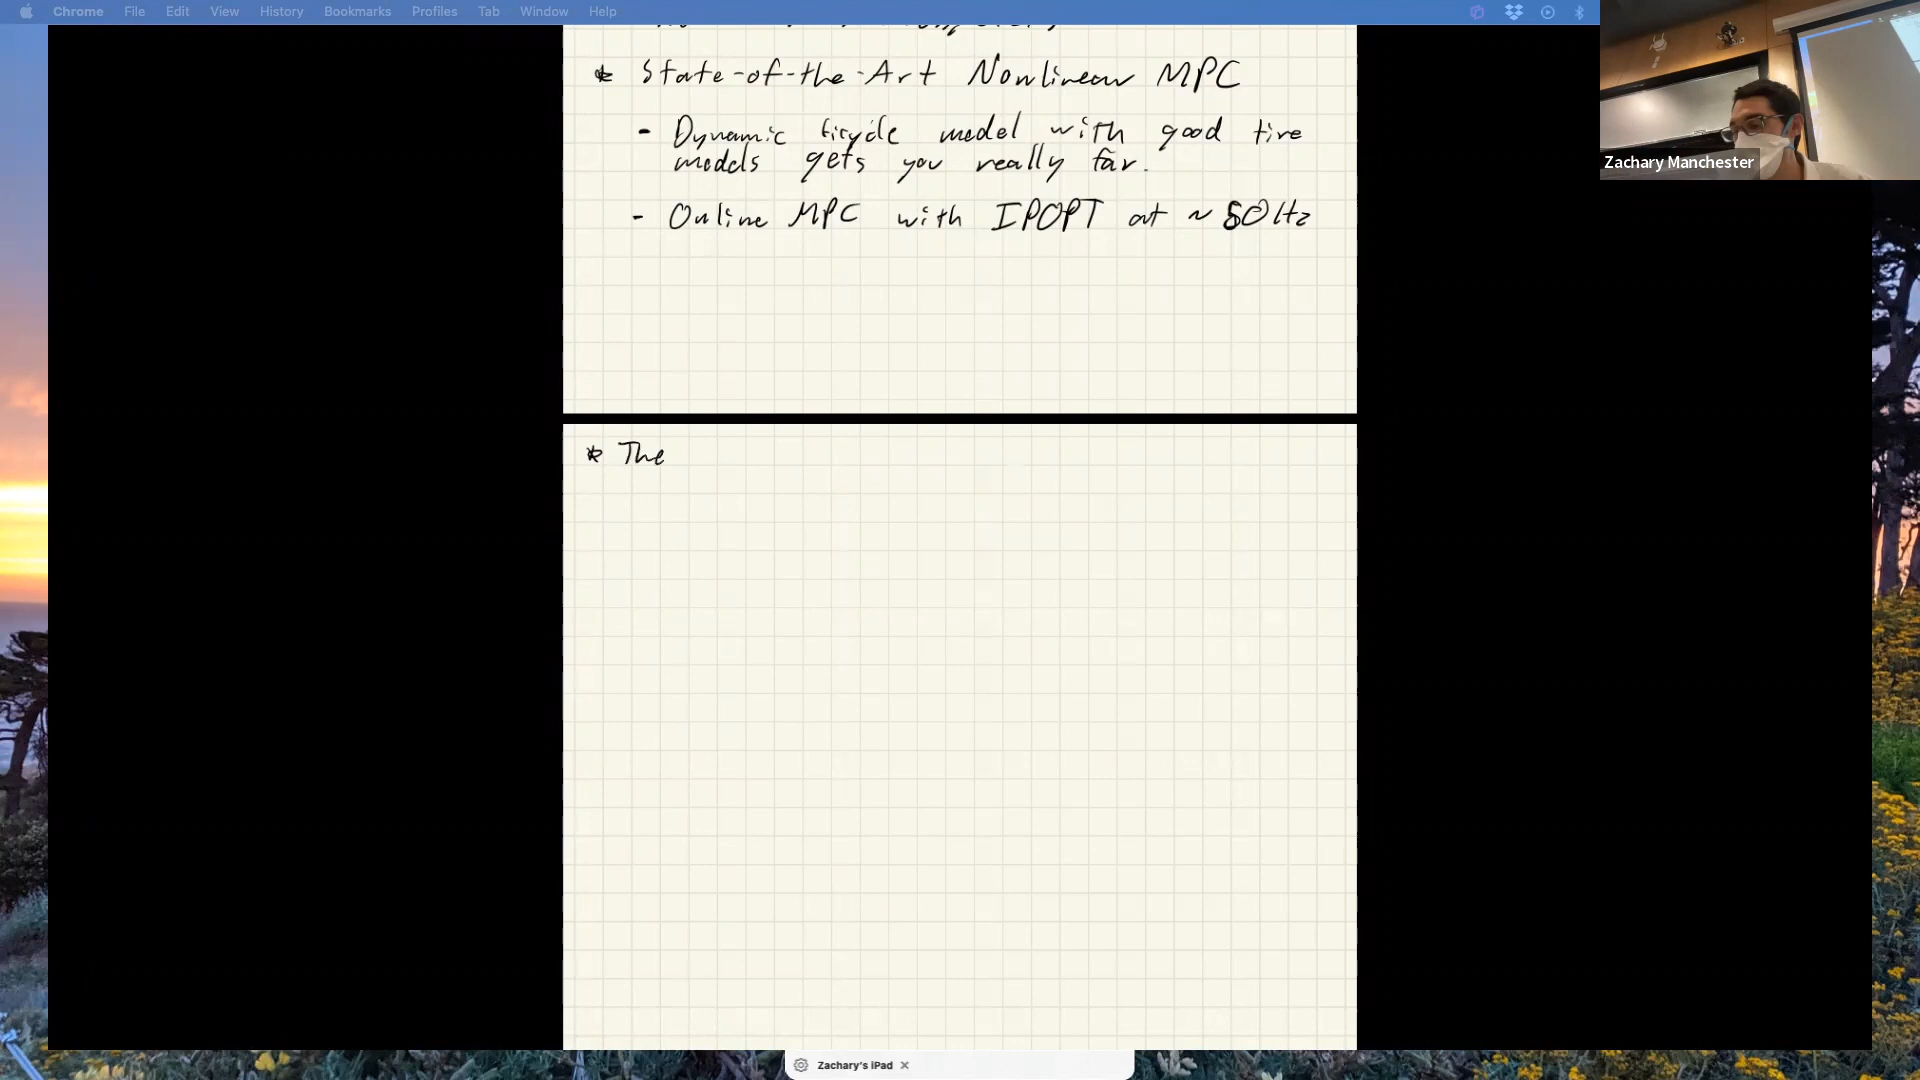 Chrome File Edit View History Bookmarks Profiles Tab Window Help
* State-of-the-Art Nonlinear MPC
- Dynamic bicycle model with good tire
models gets you really far.
- Online MPC with IPOPT at ~ 50Hz
* The
Zachary Manchester
Zachary's iPad